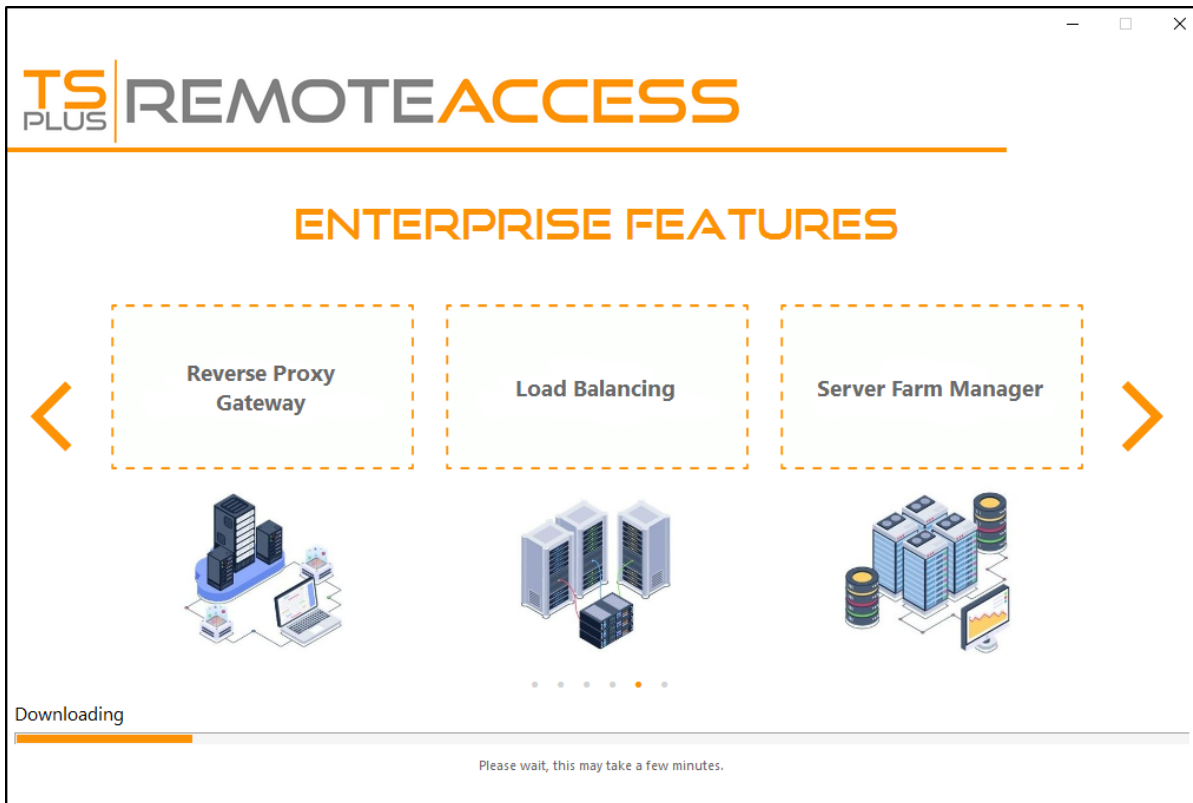 TS
PLUS
REMOTEACCESS
ENTERPRISE FEATURES
Reverse Proxy
Gateway
Load Balancing
Server Farm Manager
Downloading
Please wait, this may take a few minutes.